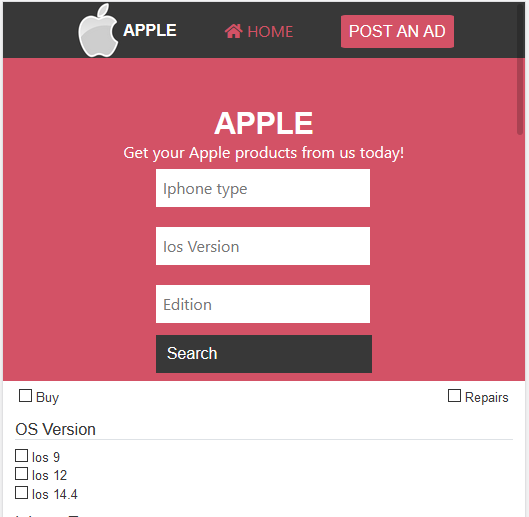 APPLE HOME POST AN AD
APPLE
Get your Apple products from us today!
Iphone type
Ios Version
Edition
Search
Buy Repairs
OS Version
Ios 9
Ios 12
Ios 14.4